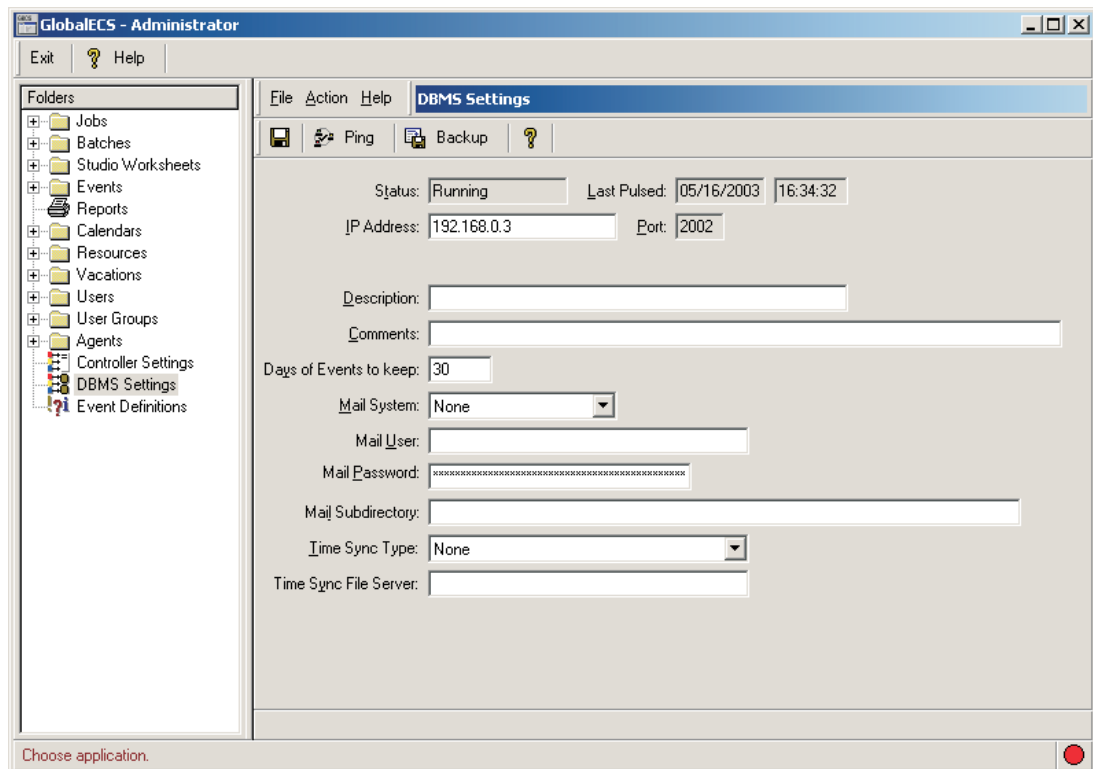 GlobalECS - Administrator
Exit Help
Folders
Jobs
Batches
Studio Worksheets
Events
Reports
Calendars
Resources
Vacations
Users
User Groups
Agents
Controller Settings
DBMS Settings
Event Definitions
File Action Help DBMS Settings
Ping Backup
Status: Running Last Pulsed: 05/16/2003 16:34:32
IP Address: 192.168.0.3 Port: 2002
Description:
Comments:
Days of Events to keep: 30
Mail System: None
Mail User:
Mail Password: **************************************************
Mail Subdirectory:
Time Sync Type: None
Time Sync File Server:
Choose application.